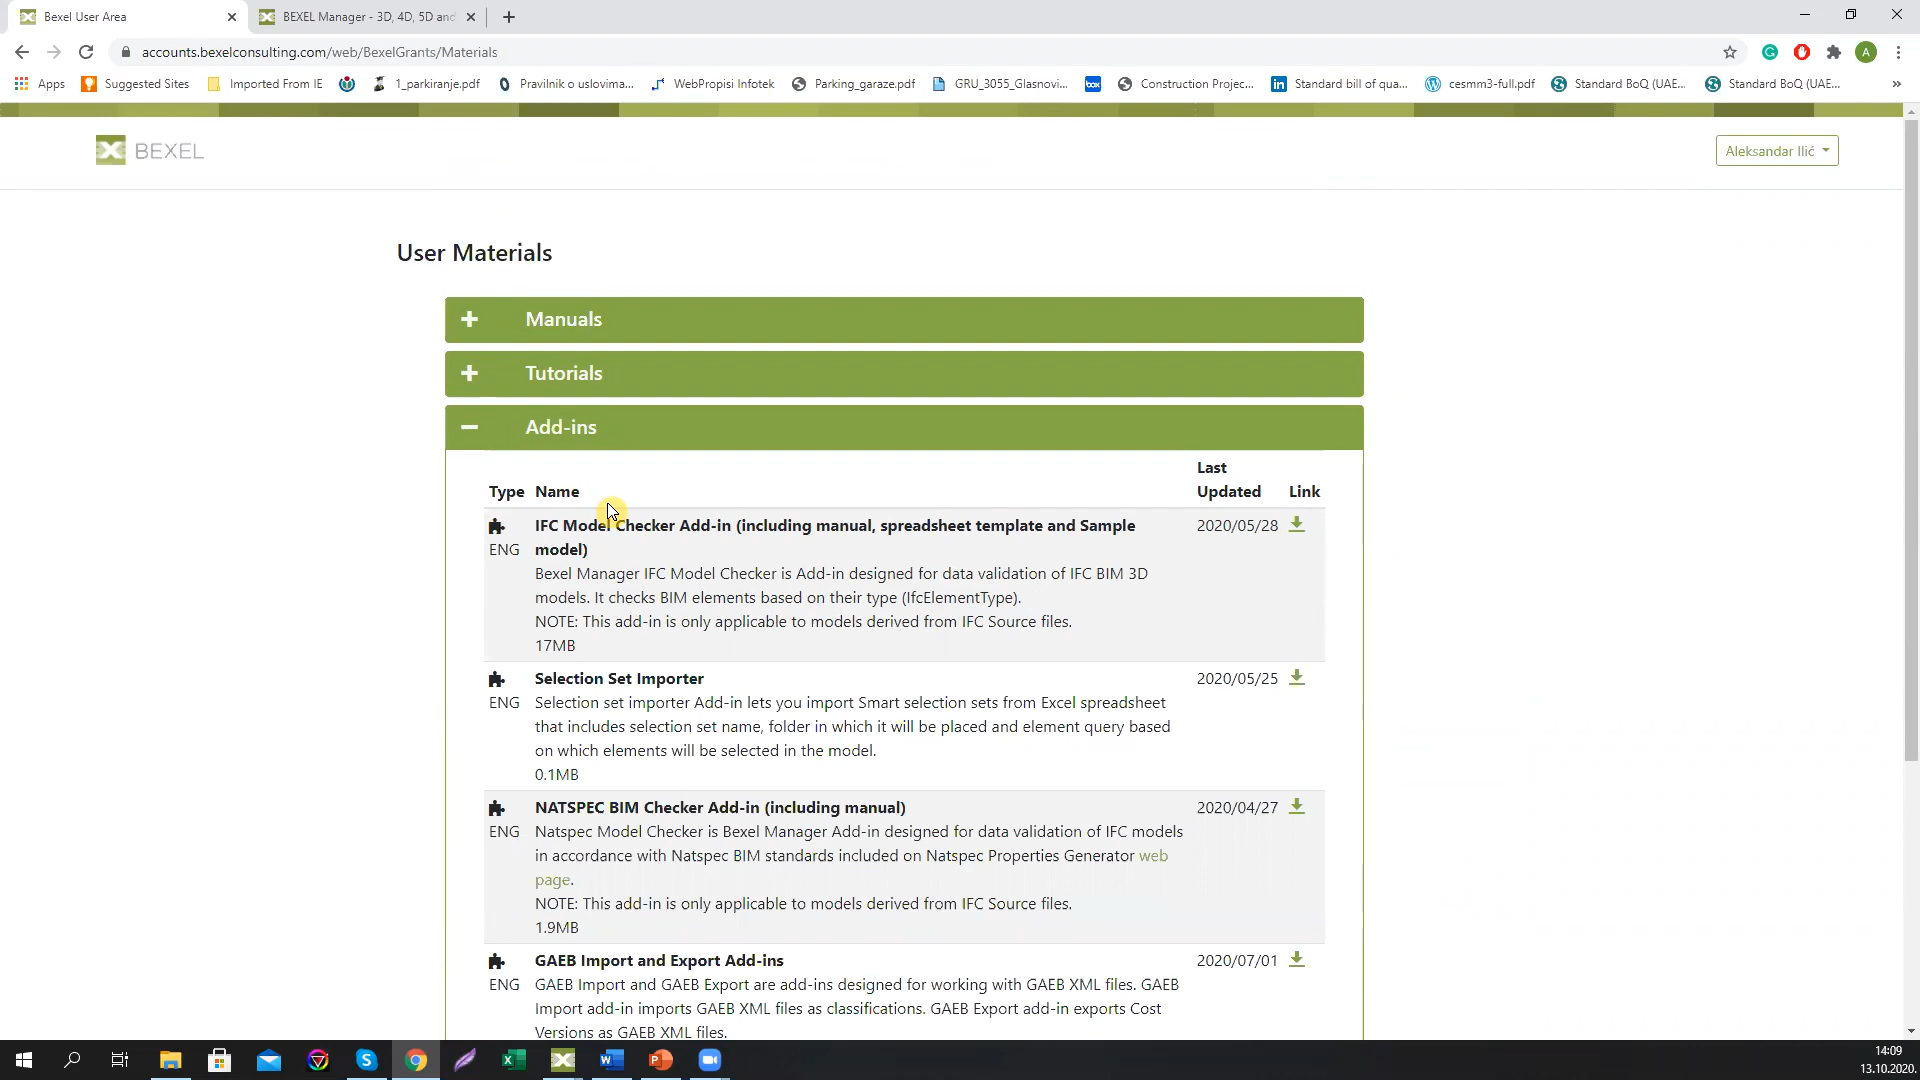 Bexel User Area
BEXEL Manager - 3D, 4D, 5D and
accounts.bexelconsulting.com/web/BexelGrants/Materials
A
Apps
Suggested Sites
Imported From IE
1_parkiranje.pdf
Pravilnik o uslovima...
WebPropisi Infotek
Parking_garaze.pdf
GRU_3055_Glasnovi...
box
Construction Projec...
in
Standard bill of qua...
cesmm3-full.pdf
Standard BoQ (UAE...
Standard BoQ (UAE...
»
BEXEL
Aleksandar Ilić
User Materials
Manuals
Tutorials
Add-ins
Type Name Last Updated Link
IFC Model Checker Add-in (including manual, spreadsheet template and Sample 2020/05/28
ENG model)
Bexel Manager IFC Model Checker is Add-in designed for data validation of IFC BIM 3D
models. It checks BIM elements based on their type (IfcElementType).
NOTE: This add-in is only applicable to models derived from IFC Source files.
17MB
Selection Set Importer 2020/05/25
ENG Selection set importer Add-in lets you import Smart selection sets from Excel spreadsheet
that includes selection set name, folder in which it will be placed and element query based
on which elements will be selected in the model.
0.1MB
NATSPEC BIM Checker Add-in (including manual) 2020/04/27
ENG Natspec Model Checker is Bexel Manager Add-in designed for data validation of IFC models
in accordance with Natspec BIM standards included on Natspec Properties Generator web
page.
NOTE: This add-in is only applicable to models derived from IFC Source files.
1.9MB
GAEB Import and Export Add-ins 2020/07/01
ENG GAEB Import and GAEB Export are add-ins designed for working with GAEB XML files. GAEB
Import add-in imports GAEB XML files as classifications. GAEB Export add-in exports Cost
Versions as GAEB XML files.
14:09
13.10.2020.